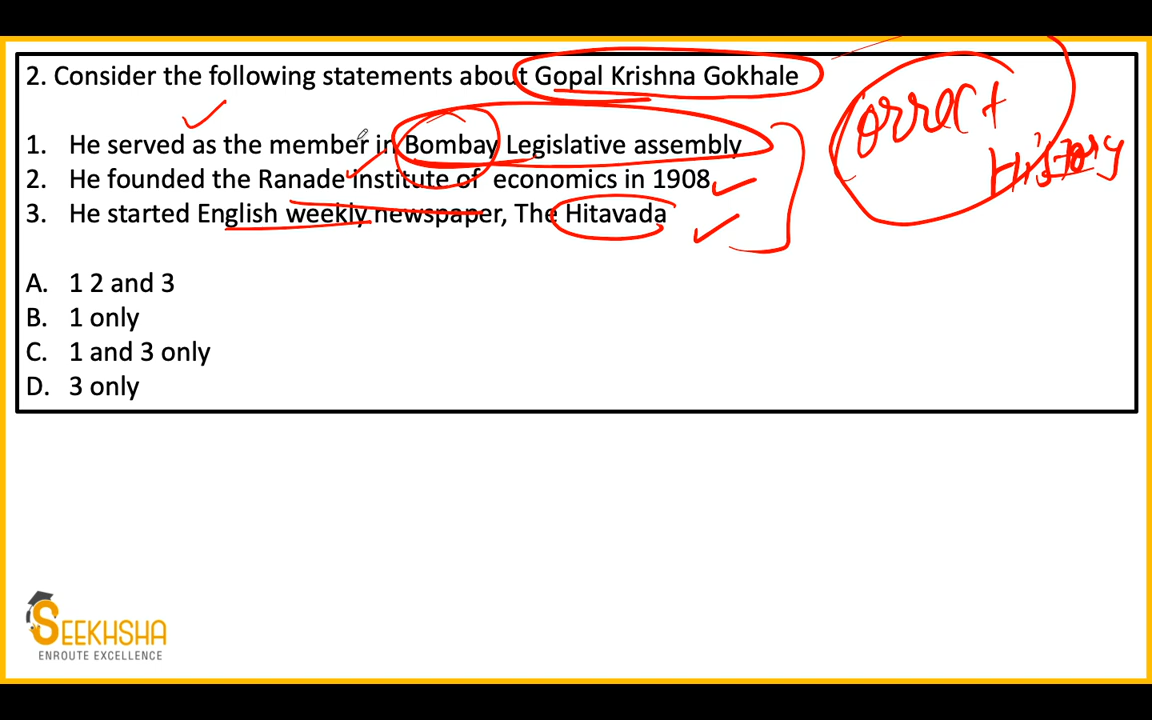 2. Consider the following statements about Gopal Krishna Gokhale
1. He served as the member in Bombay Legislative assembly
2. He founded the Ranade institute of economics in 1908
3. He started English weekly newspaper, The Hitavada
A. 1 2 and 3
B. 1 only
C. 1 and 3 only
D. 3 only
Correct
History
SEEKHSHA
ENROUTE EXCELLENCE